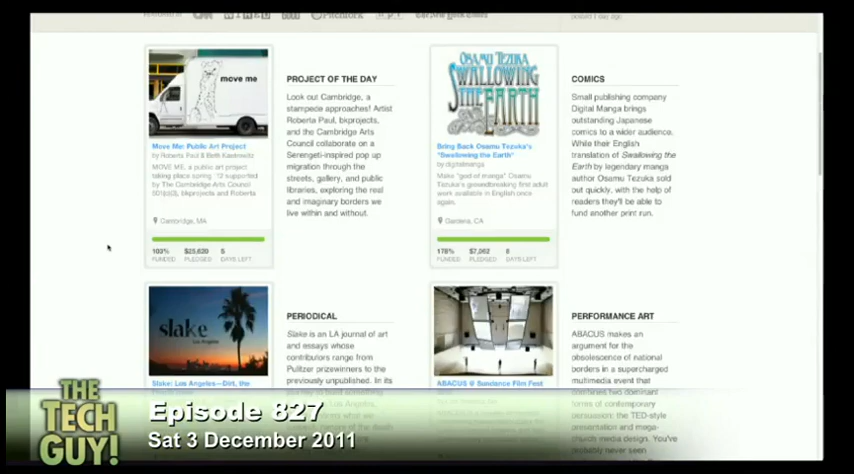 WIRED
Pitchfork
move me
PROJECT OF THE DAY
Look out Cambridge, a
stampede approaches! Artist
Roberta Paul, bkprojects,
and the Cambridge Arts
Council collaborate on a
Serengeti-inspired pop up
migration through the
streets, gallery, and public
libraries, exploring the real
and imaginary borders we
live within and without.
Move Me: Public Art Project
by Roberta Paul & Beth
MOVE ME, a public art project
taking place spring '12 supported
by The Cambridge Arts Council
501(c)(3), bkprojects and Roberta
Cambridge, MA
103% $25,620 5
FUNDED PLEDGED DAYS LEFT
OSAMU TEZUKA
SWALLOWING
THE EARTH
COMICS
Small publishing company
Digital Manga brings
outstanding Japanese
comics to a wider audience.
While their English
translation of Swallowing the
Earth by legendary manga
author Osamu Tezuka sold
out quickly, with the help of
readers they'll be able to
fund another print run.
Bring Back Osamu Tezuka's
"Swallowing the Earth"
by digitalmanga
Make "god of manga" Osamu
Tezuka's groundbreaking first adult
work available in English once
again.
Gardena, CA
178% $7,062 8
FUNDED PLEDGED DAYS LEFT
slake
Los Angeles
Slake: Los Angeles—Dirt, the
PERIODICAL
Slake is an LA journal of art
and essays whose
contributors range from
Pulitzer prizewinners to the
previously unpublished. In its
ABACUS @ Sundance Film Fest
PERFORMANCE ART
ABACUS makes an
argument for the
obsolescence of national
borders in a supercharged
multimedia event that
combines two dominant
forms of contemporary
persuasion: the TED-style
presentation and mega-
church media design. You've
probably never seen
THE
TECH
GUY!
Episode 827
Sat 3 December 2011